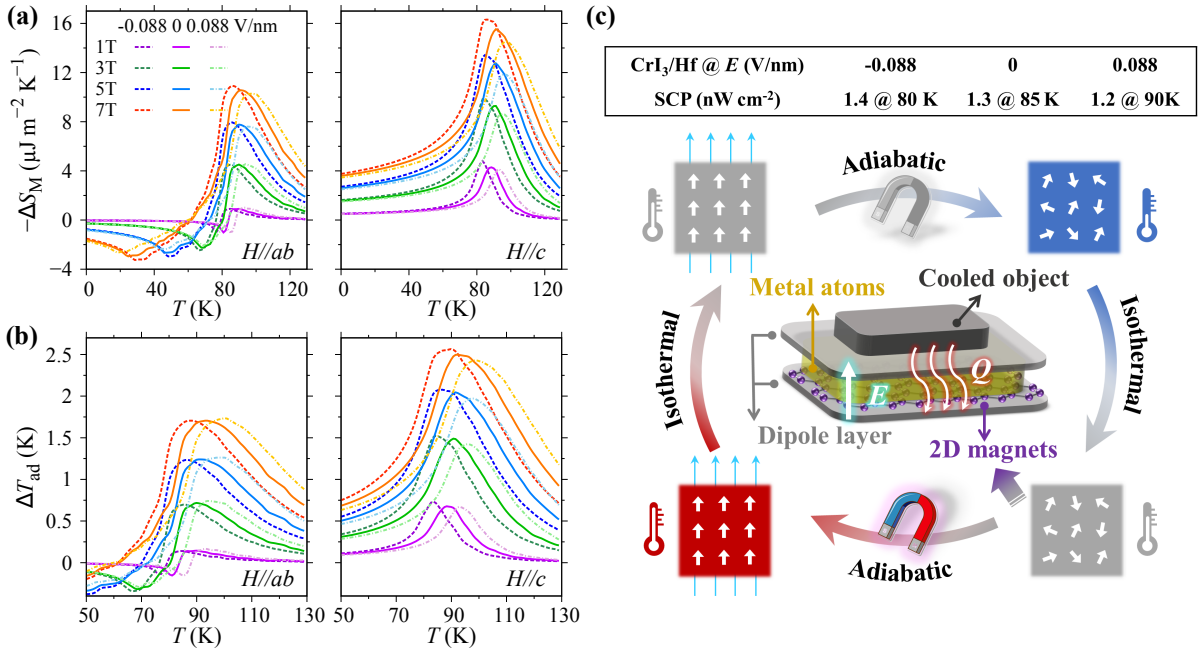 (a)
-0.088 0 0.088 V/nm
1T
3T
5T
7T
−ΔS_M (μJ m⁻² K⁻¹)
16
12
8
4
0
−4
H//ab
H//c
0 40 80 120
0 40 80 120
T (K)
T (K)
(b)
ΔT_ad (K)
2.5
2
1.5
1
0.5
0
H//ab
H//c
50 70 90 110 130
50 70 90 110 130
T (K)
T (K)
(c)
CrI₃/Hf @ E (V/nm) -0.088 0 0.088
SCP (nW cm⁻²) 1.4 @ 80 K 1.3 @ 85 K 1.2 @ 90K
Adiabatic
Isothermal
Isothermal
Metal atoms
Cooled object
E
Q
Dipole layer
2D magnets
Adiabatic